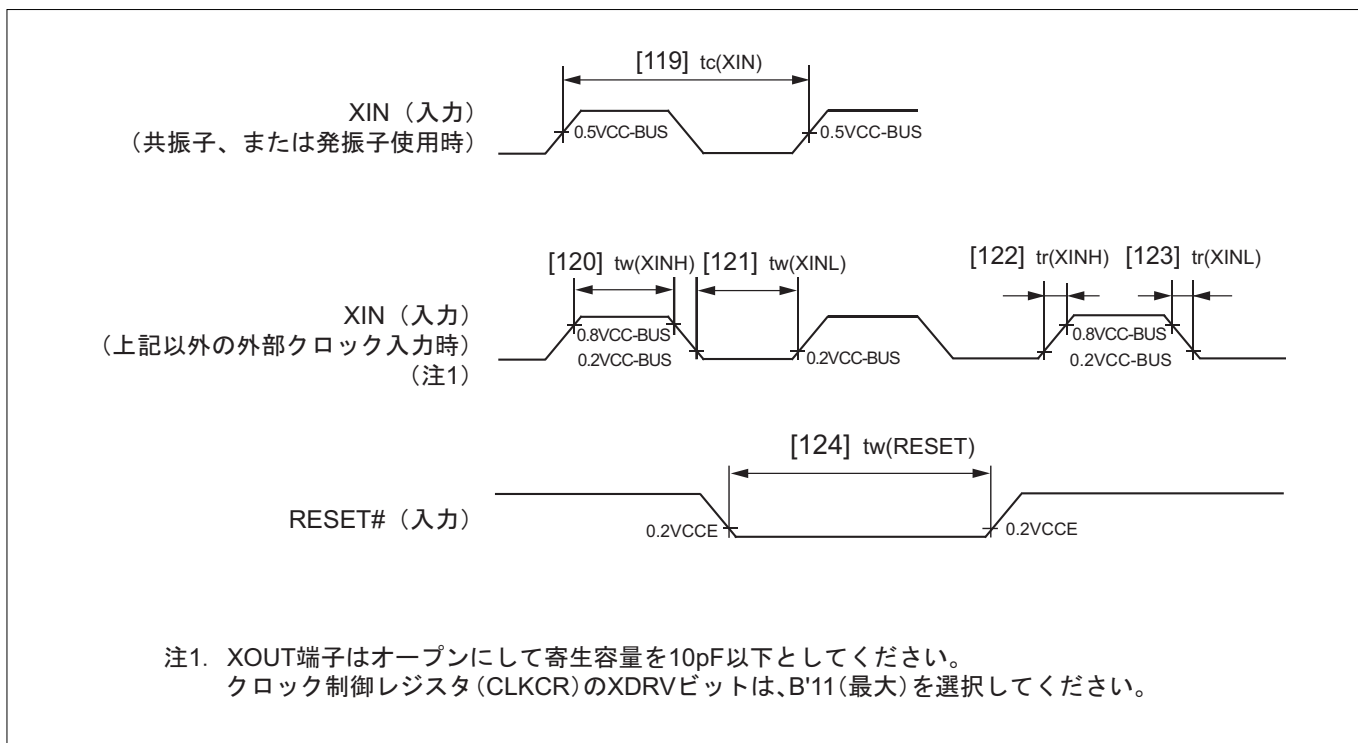 [119] tc(XIN)
XIN（入力）
（共振子、または発振子使用時）
0.5VCC-BUS
0.5VCC-BUS
[120] tw(XINH)
[121] tw(XINL)
[122] tr(XINH)
[123] tr(XINL)
XIN（入力）
（上記以外の外部クロック入力時）
（注1）
0.8VCC-BUS
0.2VCC-BUS
0.2VCC-BUS
0.8VCC-BUS
0.2VCC-BUS
[124] tw(RESET)
RESET#（入力）
0.2VCCE
0.2VCCE
注1. XOUT端子はオープンにして寄生容量を10pF以下としてください。
クロック制御レジスタ（CLKCR）のXDRVビットは、B'11（最大）を選択してください。